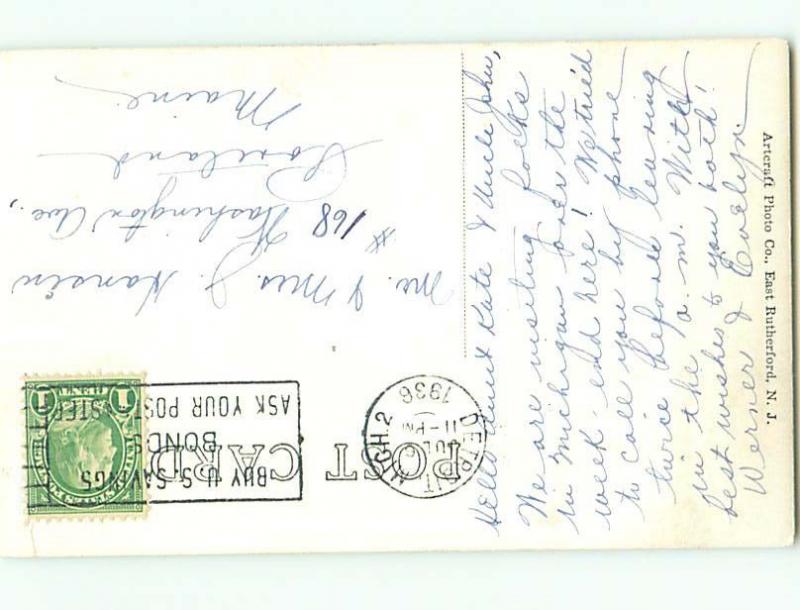 POST CARD
DETROIT
MICH. 2
JUL 6
11 - PM
1936
BUY U.S. SAVINGS
BONDS
ASK YOUR POSTMASTER
1
Hello Aunt Kate & Uncle John,
We are visiting folks
in Michigan over the
week-end here! We tried
to call you by phone
twice before leaving
in the a.m. With
best wishes to you both!
Werner & Evelyn.
Mr. & Mrs. J. Hansen
# 168 Washington Ave.,
Portland
Maine.
Artcraft Photo Co., East Rutherford, N. J.